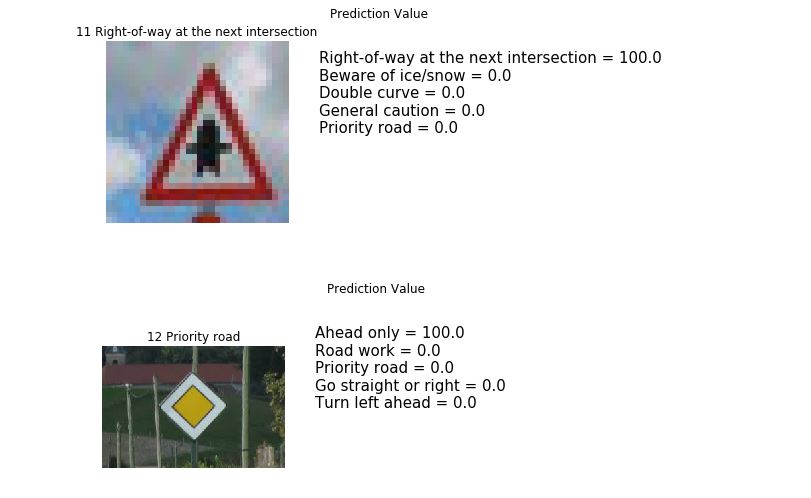 Prediction Value
11 Right-of-way at the next intersection
Right-of-way at the next intersection = 100.0
Beware of ice/snow = 0.0
Double curve = 0.0
General caution = 0.0
Priority road = 0.0
Prediction Value
12 Priority road
Ahead only = 100.0
Road work = 0.0
Priority road = 0.0
Go straight or right = 0.0
Turn left ahead = 0.0